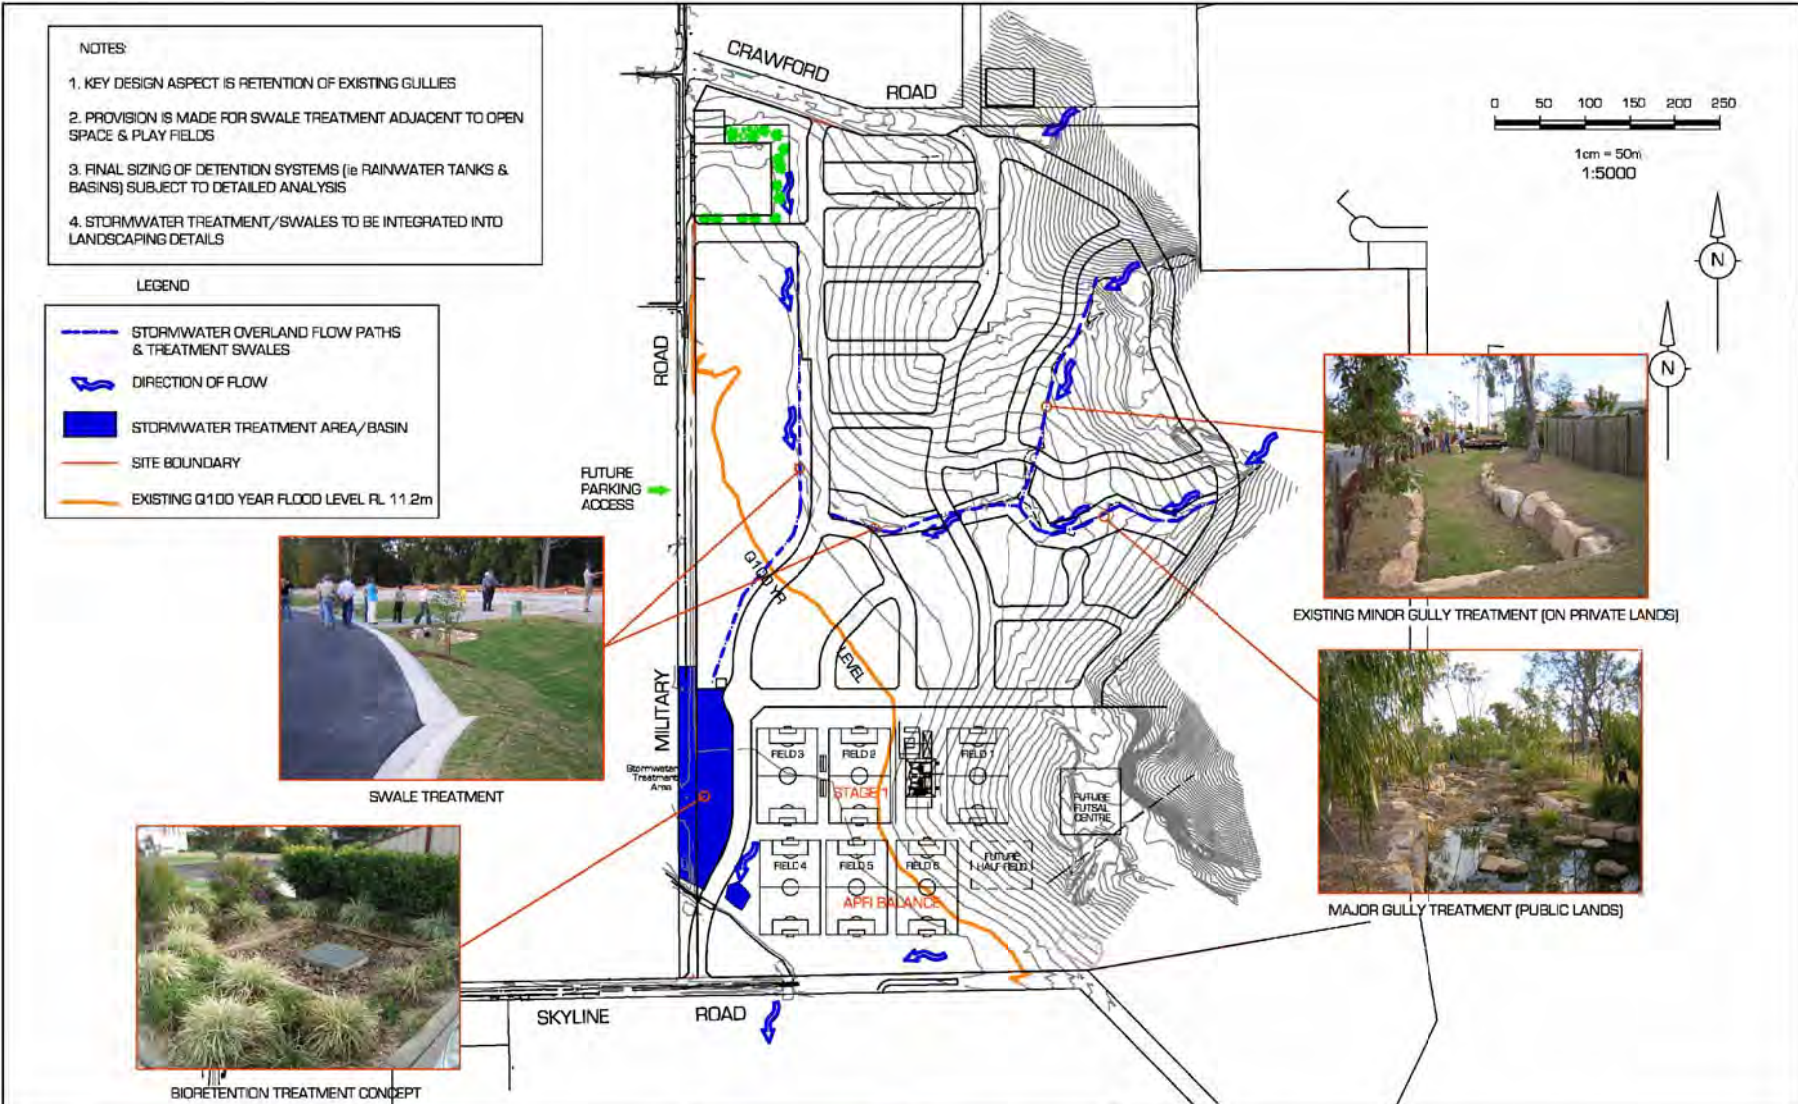 NOTES:
1. KEY DESIGN ASPECT IS RETENTION OF EXISTING GULLIES
2. PROVISION IS MADE FOR SWALE TREATMENT ADJACENT TO OPEN
SPACE & PLAY FIELDS
3. FINAL SIZING OF DETENTION SYSTEMS (ie RAINWATER TANKS &
BASINS) SUBJECT TO DETAILED ANALYSIS
4. STORMWATER TREATMENT/SWALES TO BE INTEGRATED INTO
LANDSCAPING DETAILS
LEGEND
STORMWATER OVERLAND FLOW PATHS
& TREATMENT SWALES
DIRECTION OF FLOW
STORMWATER TREATMENT AREA/BASIN
SITE BOUNDARY
EXISTING Q100 YEAR FLOOD LEVEL RL 11.2m
CRAWFORD
ROAD
0 50 100 150 200 250
1cm = 50m
1:5000
N
N
ROAD
FUTURE
PARKING
ACCESS
Q100 YR
LEVEL
MILITARY
Stormwater
Treatment
Area
FIELD 3
FIELD 2
FIELD 1
STAGE 1
FUTURE
FUTSAL
CENTRE
FIELD 4
FIELD 5
FIELD 6
FUTURE
HALF FIELD
APFI BALANCE
SKYLINE
ROAD
SWALE TREATMENT
BIORETENTION TREATMENT CONCEPT
EXISTING MINOR GULLY TREATMENT (ON PRIVATE LANDS)
MAJOR GULLY TREATMENT (PUBLIC LANDS)